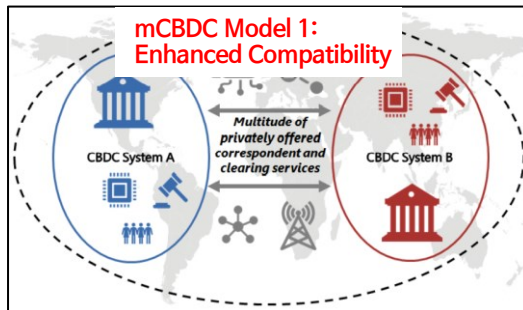 mCBDC Model 1:
Enhanced Compatibility
Multitude of
privately offered
correspondent and
clearing services
CBDC System A
CBDC System B